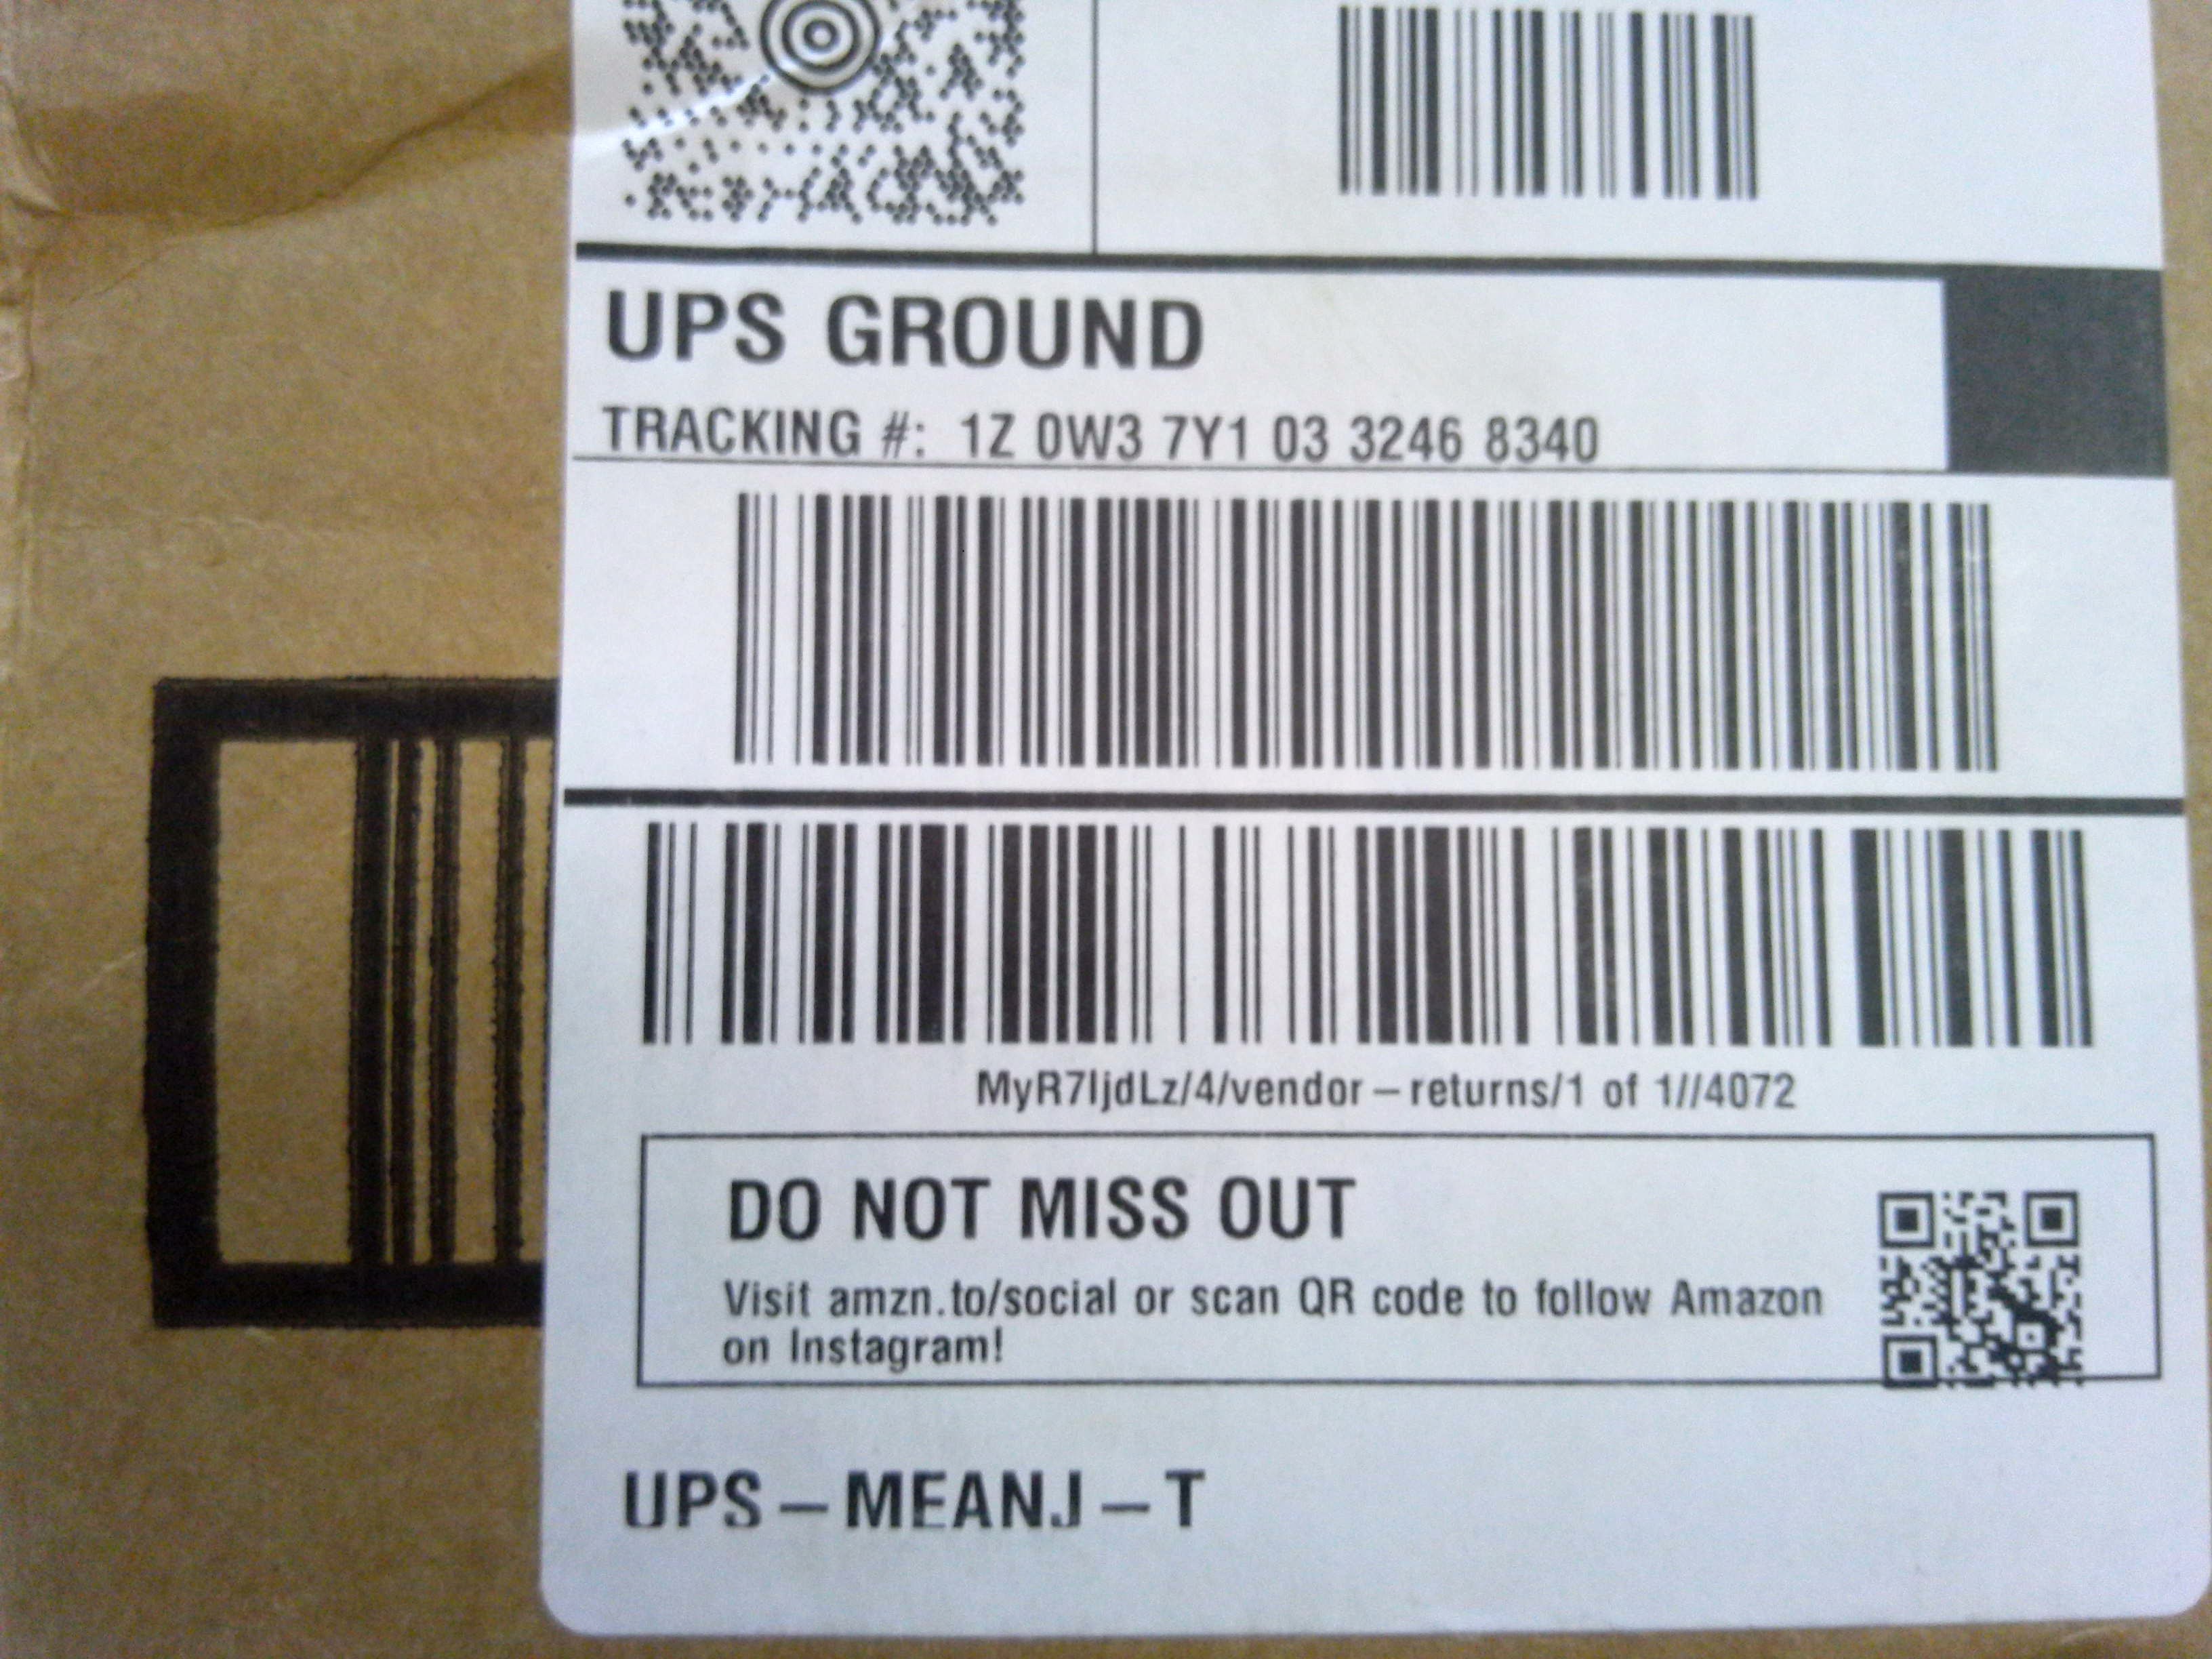 UPS GROUND
TRACKING #: 1Z 0W3 7Y1 03 3246 8340
MyR7ljdLz/4/vendor-returns/1 of 1//4072
DO NOT MISS OUT
Visit amzn.to/social or scan QR code to follow Amazon
on Instagram!
UPS-MEANJ-T